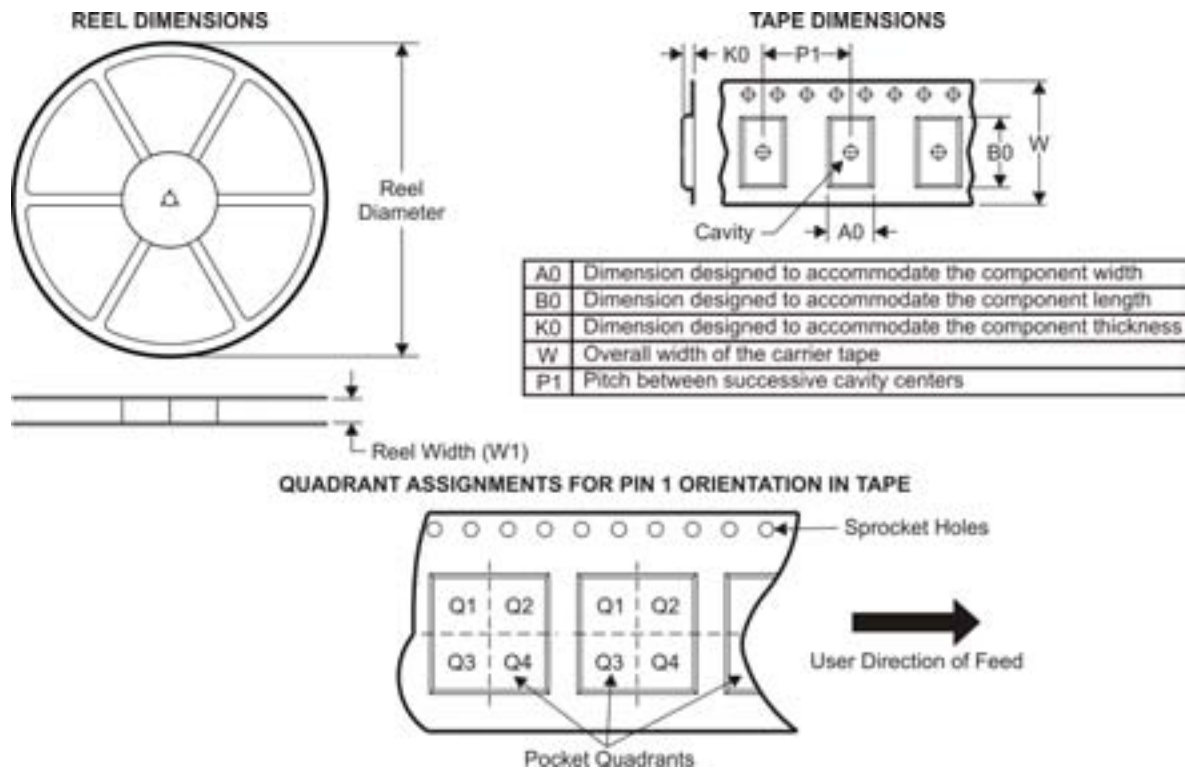 REEL DIMENSIONS
Reel
Diameter
Reel Width (W1)
TAPE DIMENSIONS
K0
P1
B0
W
Cavity
A0
A0 Dimension designed to accommodate the component width
B0 Dimension designed to accommodate the component length
K0 Dimension designed to accommodate the component thickness
W Overall width of the carrier tape
P1 Pitch between successive cavity centers
QUADRANT ASSIGNMENTS FOR PIN 1 ORIENTATION IN TAPE
Sprocket Holes
Q1 Q2 Q1 Q2
Q3 Q4 Q3 Q4
User Direction of Feed
Pocket Quadrants